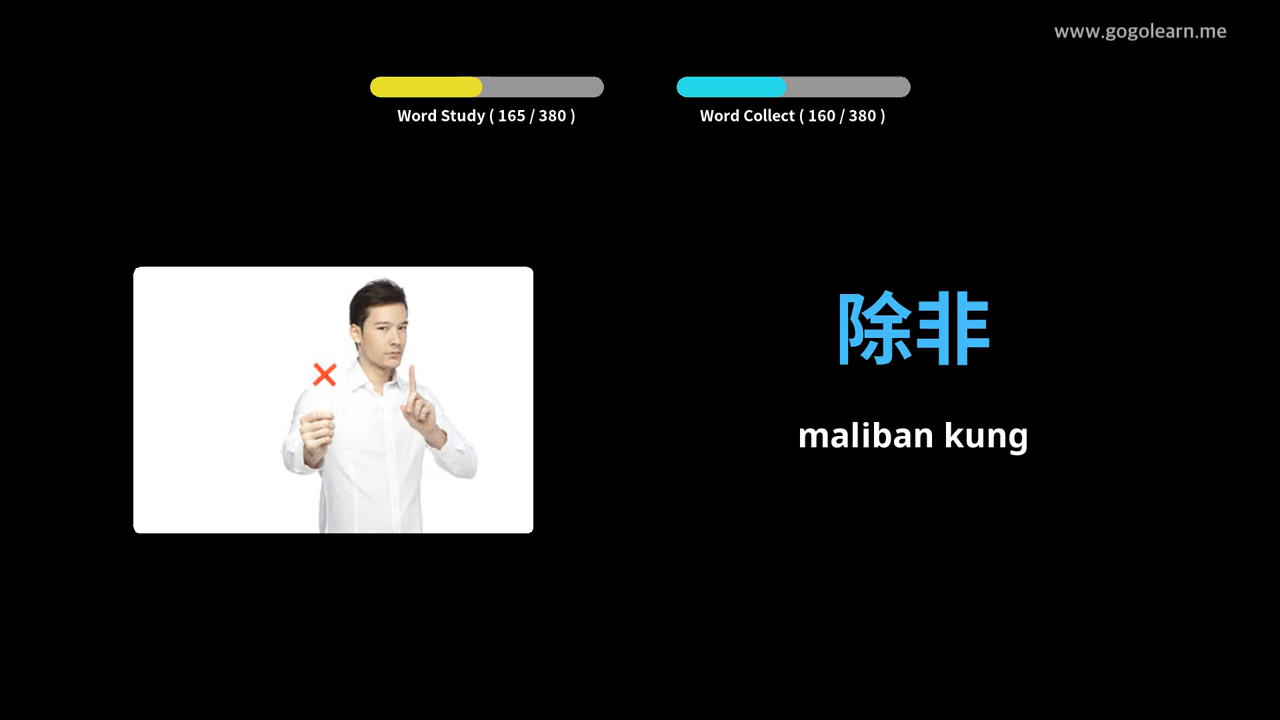 www.gogolearn.me
Word Study ( 165 / 380 )
Word Collect ( 160 / 380 )
除非
maliban kung